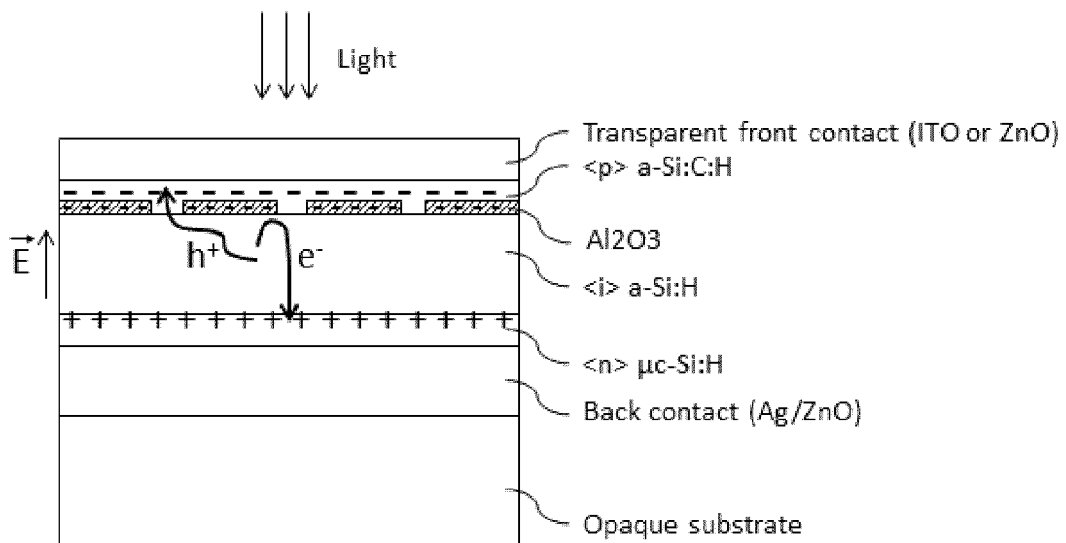 Light
Transparent front contact (ITO or ZnO)
<p> a-Si:C:H
Al2O3
<i> a-Si:H
<n> µc-Si:H
Back contact (Ag/ZnO)
Opaque substrate
E
h+
e-